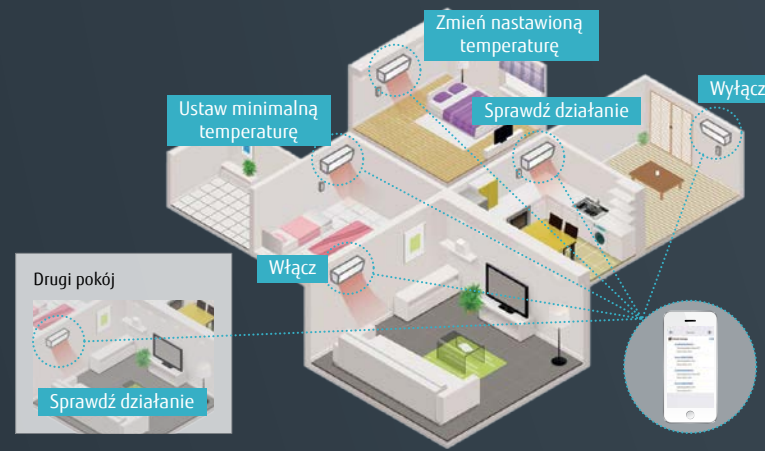 Zmień nastawioną
temperaturę
Wyłącz
Ustaw minimalną
temperaturę
Sprawdź działanie
Włącz
Drugi pokój
Sprawdź działanie